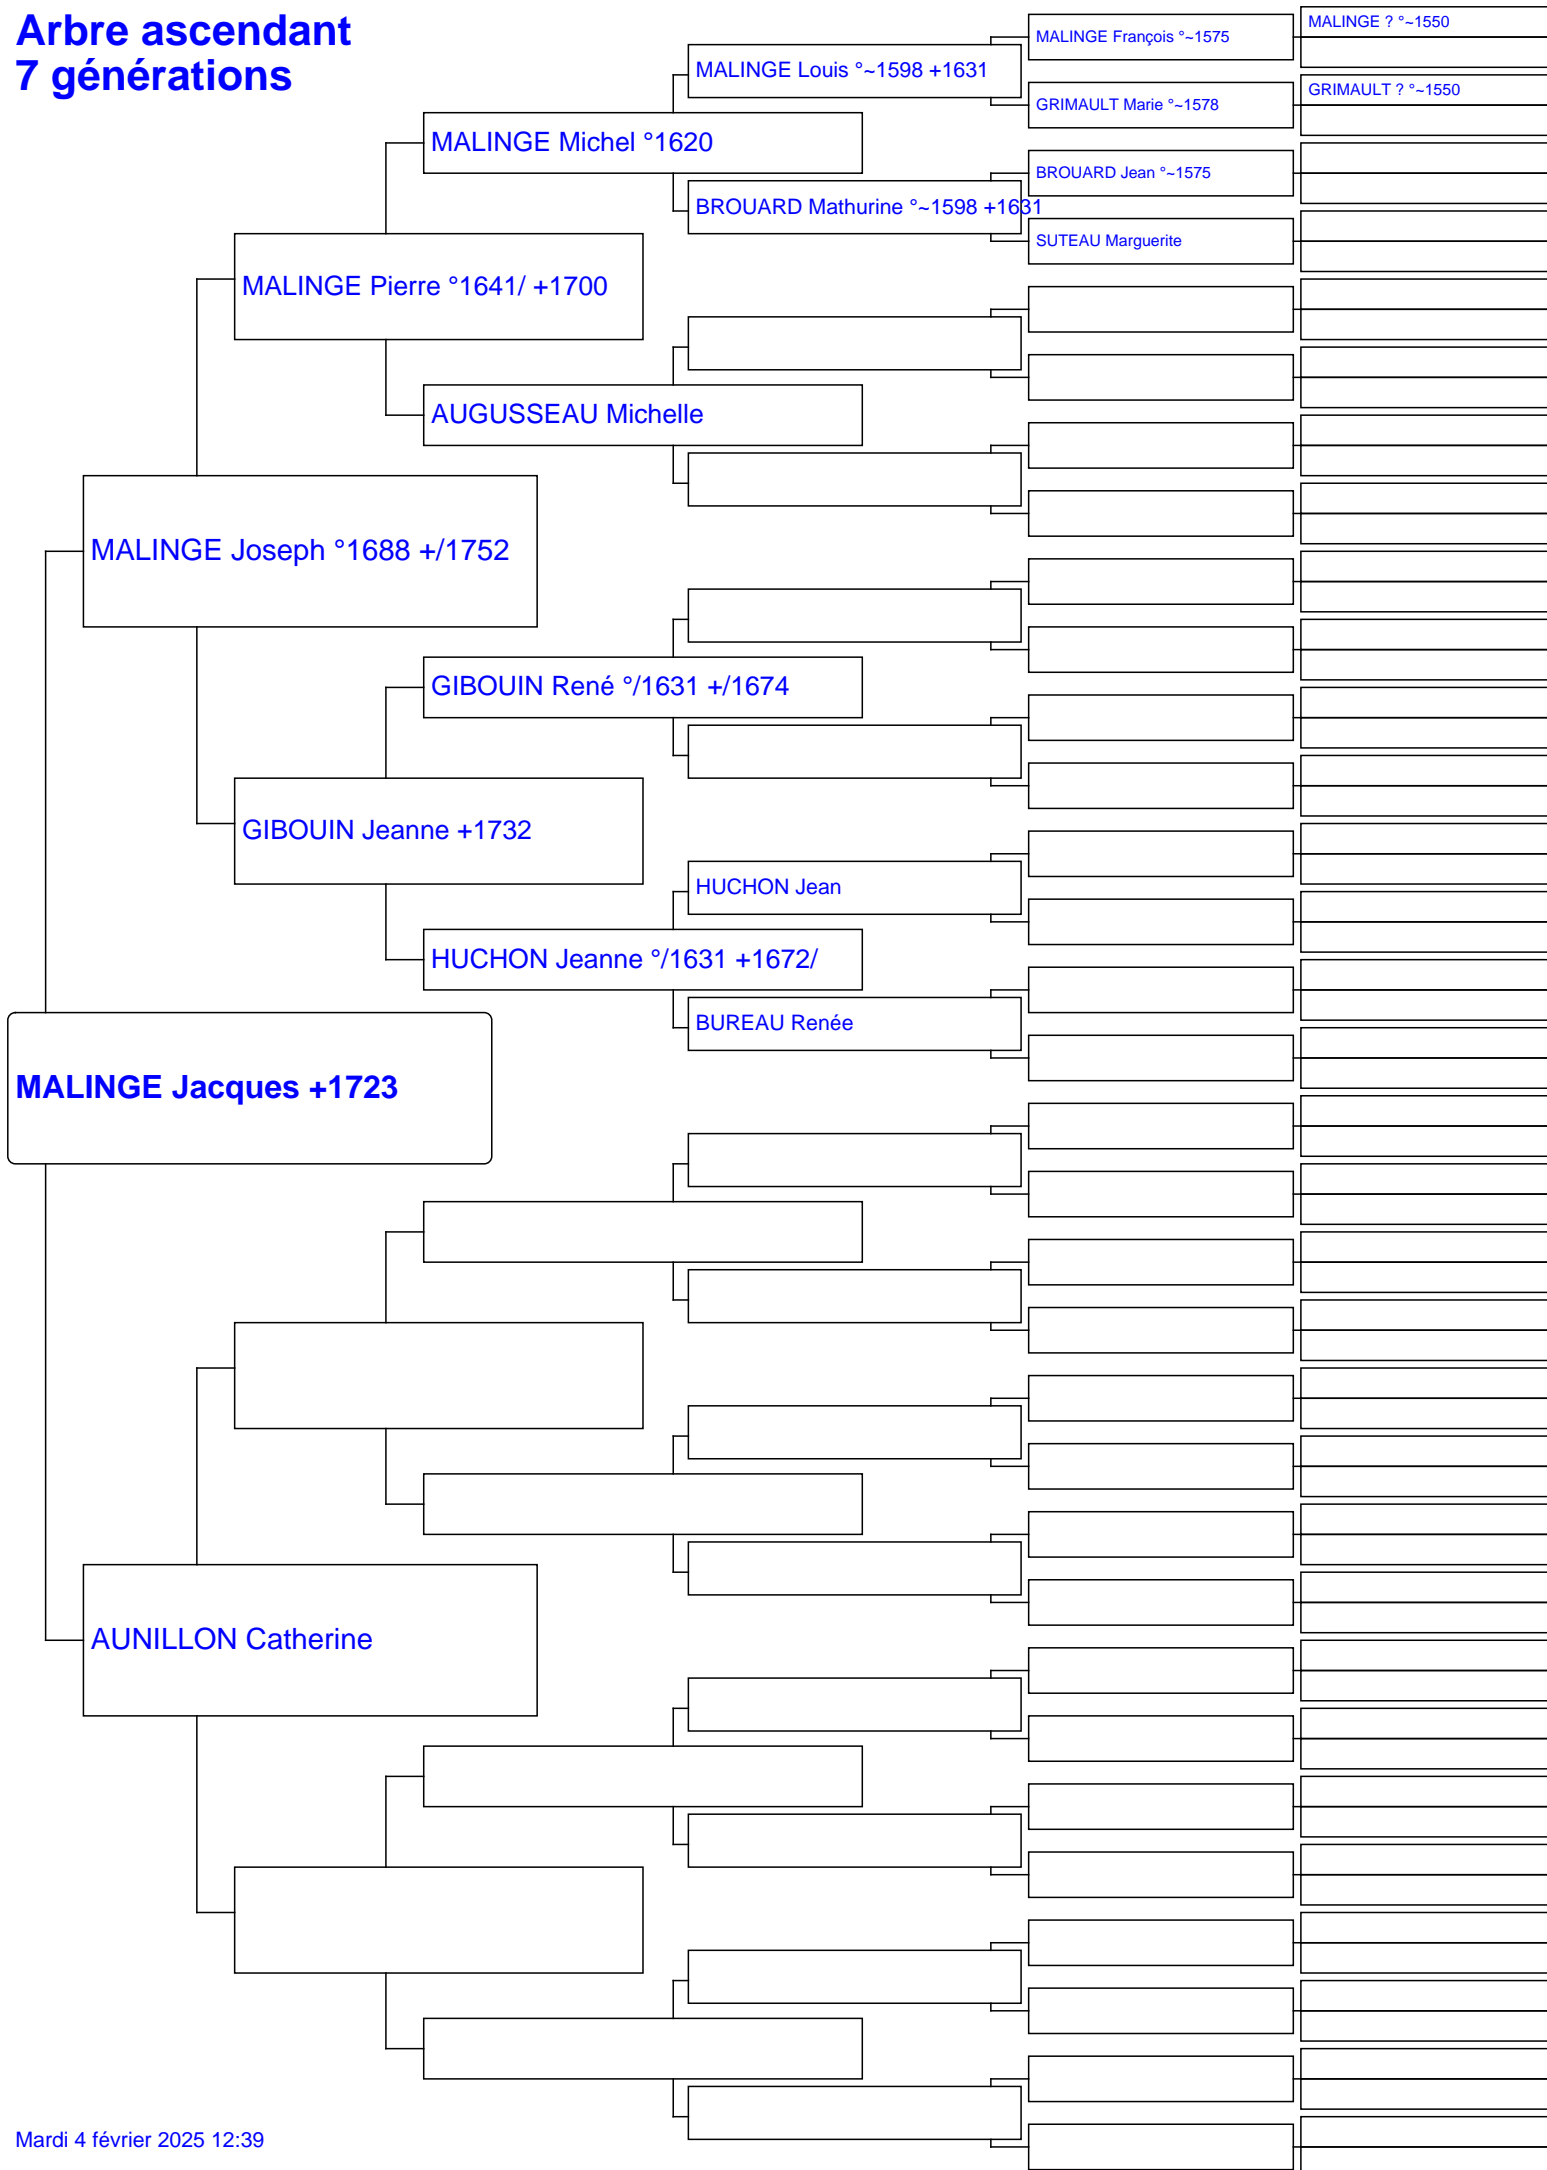 Arbre ascendant
7 générations
MALINGE ? °~1550
MALINGE François °~1575
MALINGE Louis °~1598 +1631
GRIMAULT ? °~1550
GRIMAULT Marie °~1578
MALINGE Michel °1620
BROUARD Jean °~1575
BROUARD Mathurine °~1598 +1631
SUTEAU Marguerite
MALINGE Pierre °1641/ +1700
AUGUSSEAU Michelle
MALINGE Joseph °1688 +/1752
GIBOUIN René °/1631 +/1674
GIBOUIN Jeanne +1732
HUCHON Jean
HUCHON Jeanne °/1631 +1672/
BUREAU Renée
MALINGE Jacques +1723
AUNILLON Catherine
Mardi 4 février 2025 12:39